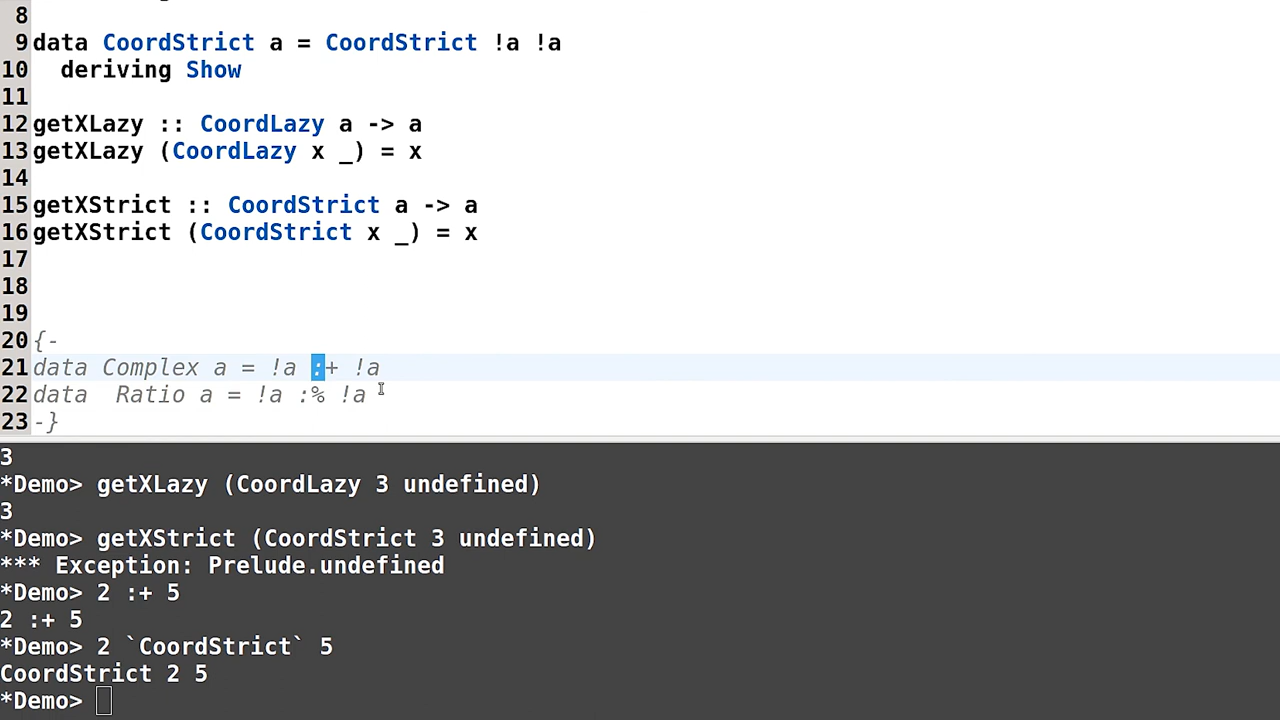 8
9 data CoordStrict a = CoordStrict !a !a
10   deriving Show
11
12 getXLazy :: CoordLazy a -> a
13 getXLazy (CoordLazy x _) = x
14
15 getXStrict :: CoordStrict a -> a
16 getXStrict (CoordStrict x _) = x
17
18
19
20 {-
21 data Complex a = !a :+ !a
22 data  Ratio a = !a :% !a
23 -}
3
*Demo> getXLazy (CoordLazy 3 undefined)
3
*Demo> getXStrict (CoordStrict 3 undefined)
*** Exception: Prelude.undefined
*Demo> 2 :+ 5
2 :+ 5
*Demo> 2 `CoordStrict` 5
CoordStrict 2 5
*Demo>